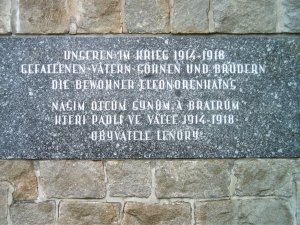 UNSEREN IM KRIEG 1914-1918
GEFALLENEN VÄTERN SÖHNEN UND BRÜDERN
DIE BEWOHNER ELEONORENHAINS
NAŠIM OTCŮM SYNŮM A BRATRŮM
KTEŘÍ PADLI VE VÁLCE 1914-1918
OBYVATELÉ LENORY